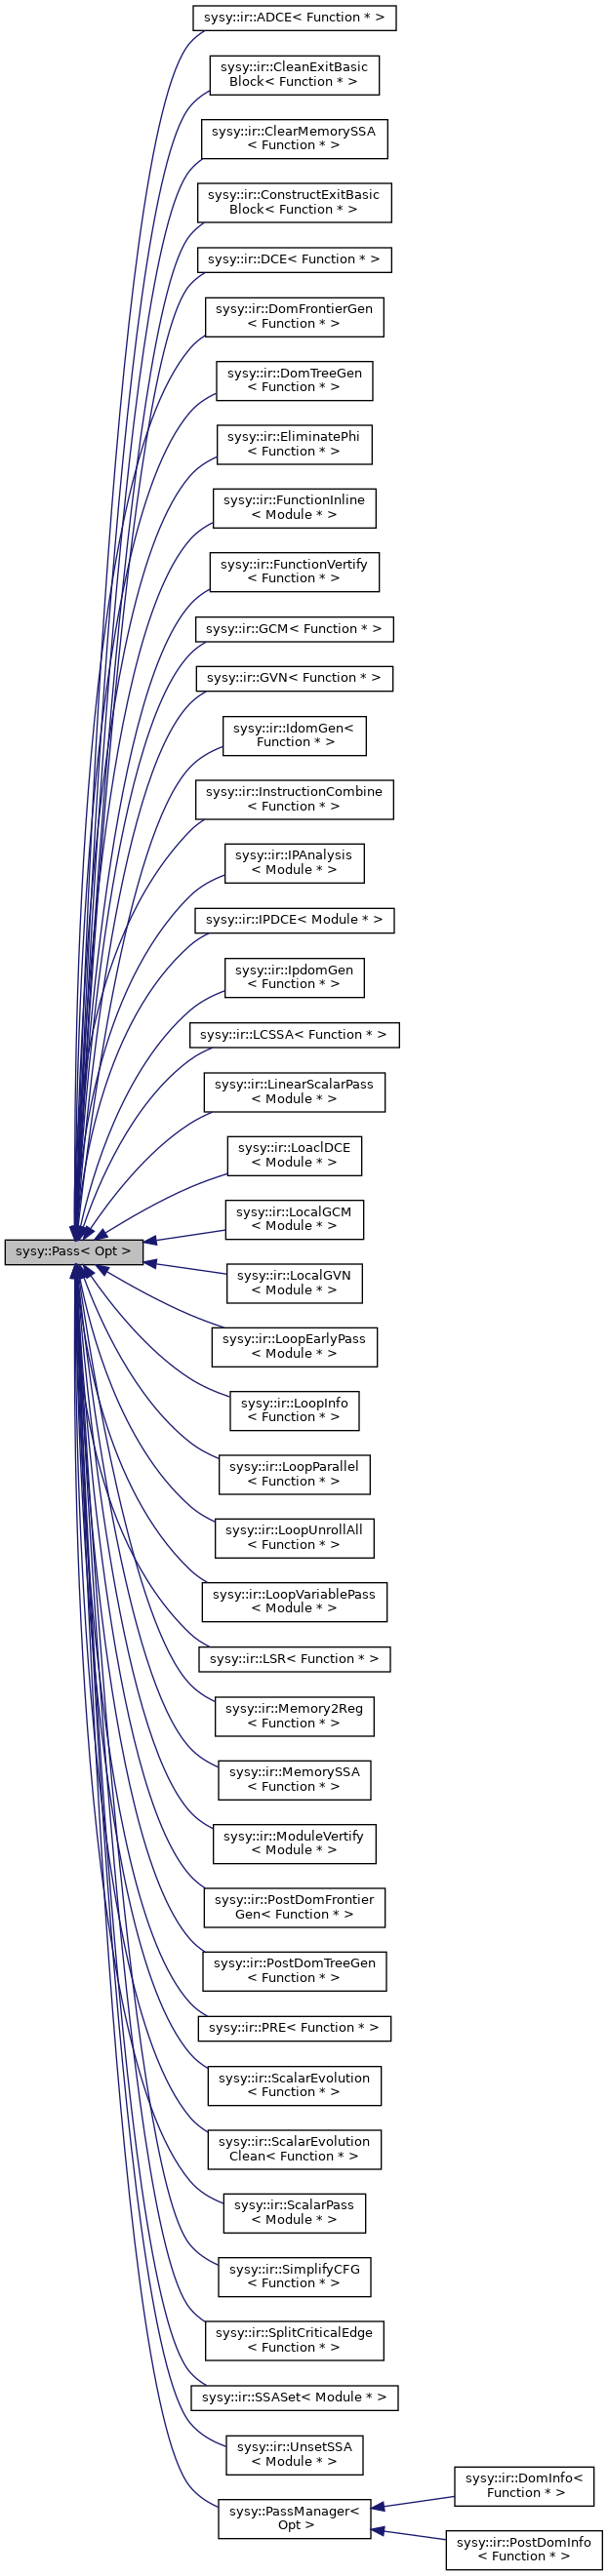 sysy::ir::ADCE< Function * >
sysy::ir::CleanExitBasic
Block< Function * >
sysy::ir::ClearMemorySSA
< Function * >
sysy::ir::ConstructExitBasic
Block< Function * >
sysy::ir::DCE< Function * >
sysy::ir::DomFrontierGen
< Function * >
sysy::ir::DomTreeGen
< Function * >
sysy::ir::EliminatePhi
< Function * >
sysy::ir::FunctionInline
< Module * >
sysy::ir::FunctionVertify
< Function * >
sysy::ir::GCM< Function * >
sysy::ir::GVN< Function * >
sysy::ir::IdomGen<
Function * >
sysy::ir::InstructionCombine
< Function * >
sysy::ir::IPAnalysis
< Module * >
sysy::ir::IPDCE< Module * >
sysy::ir::IpdomGen
< Function * >
sysy::ir::LCSSA< Function * >
sysy::ir::LinearScalarPass
< Module * >
sysy::ir::LoaclDCE
< Module * >
sysy::ir::LocalGCM
< Module * >
sysy::Pass< Opt >
sysy::ir::LocalGVN
< Module * >
sysy::ir::LoopEarlyPass
< Module * >
sysy::ir::LoopInfo
< Function * >
sysy::ir::LoopParallel
< Function * >
sysy::ir::LoopUnrollAll
< Function * >
sysy::ir::LoopVariablePass
< Module * >
sysy::ir::LSR< Function * >
sysy::ir::Memory2Reg
< Function * >
sysy::ir::MemorySSA
< Function * >
sysy::ir::ModuleVertify
< Module * >
sysy::ir::PostDomFrontier
Gen< Function * >
sysy::ir::PostDomTreeGen
< Function * >
sysy::ir::PRE< Function * >
sysy::ir::ScalarEvolution
< Function * >
sysy::ir::ScalarEvolution
Clean< Function * >
sysy::ir::ScalarPass
< Module * >
sysy::ir::SimplifyCFG
< Function * >
sysy::ir::SplitCriticalEdge
< Function * >
sysy::ir::SSASet< Module * >
sysy::ir::UnsetSSA
< Module * >
sysy::PassManager<
Opt >
sysy::ir::DomInfo<
Function * >
sysy::ir::PostDomInfo
< Function * >